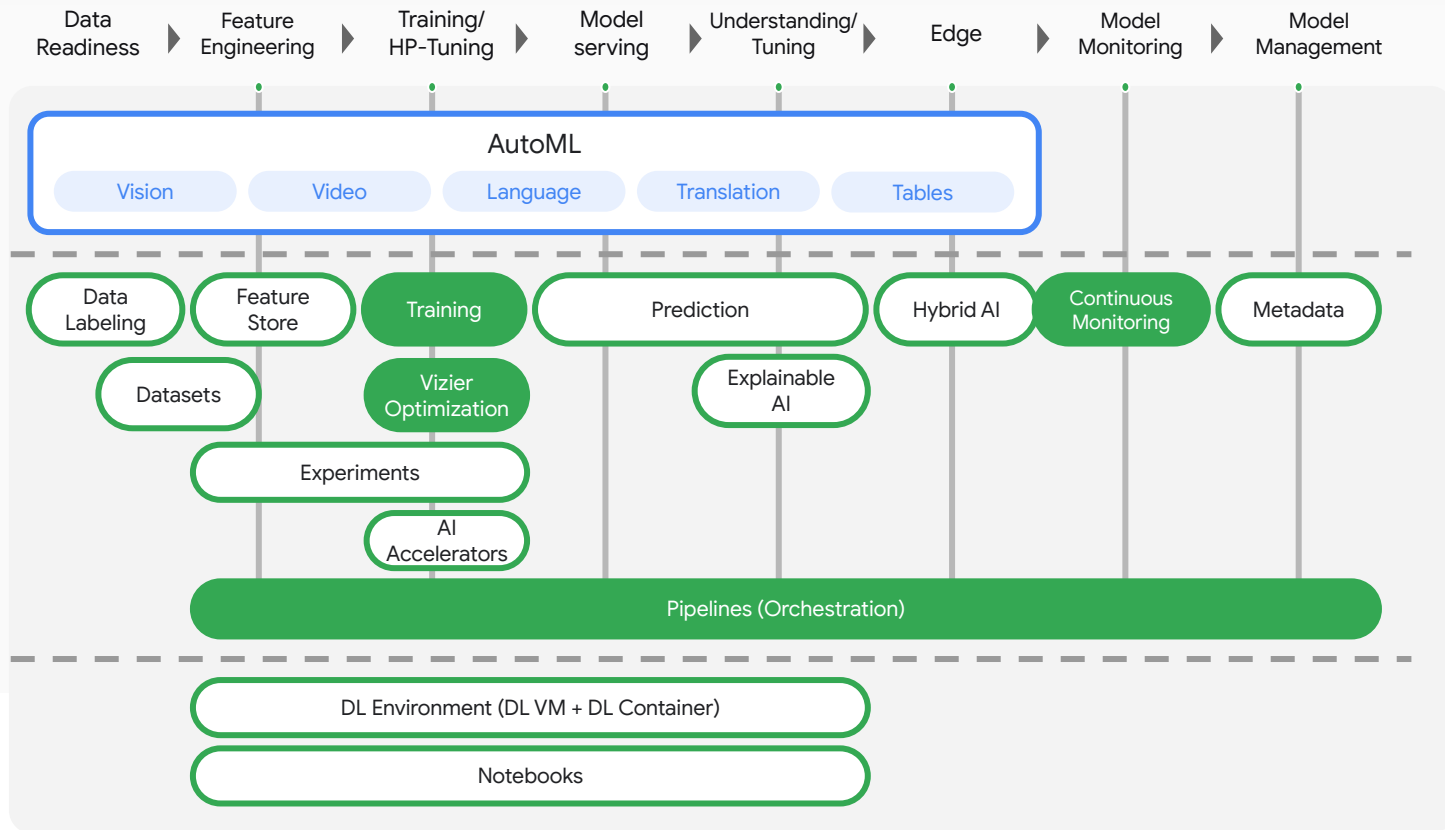 Data
Readiness
Feature
Engineering
Training/
HP-Tuning
Model
serving
Understanding/
Tuning
Edge
Model
Monitoring
Model
Management
AutoML
Vision
Video
Language
Translation
Tables
Data
Labeling
Feature
Store
Training
Prediction
Hybrid AI
Continuous
Monitoring
Metadata
Datasets
Vizier
Optimization
Explainable
AI
Experiments
AI
Accelerators
Pipelines (Orchestration)
DL Environment (DL VM + DL Container)
Notebooks